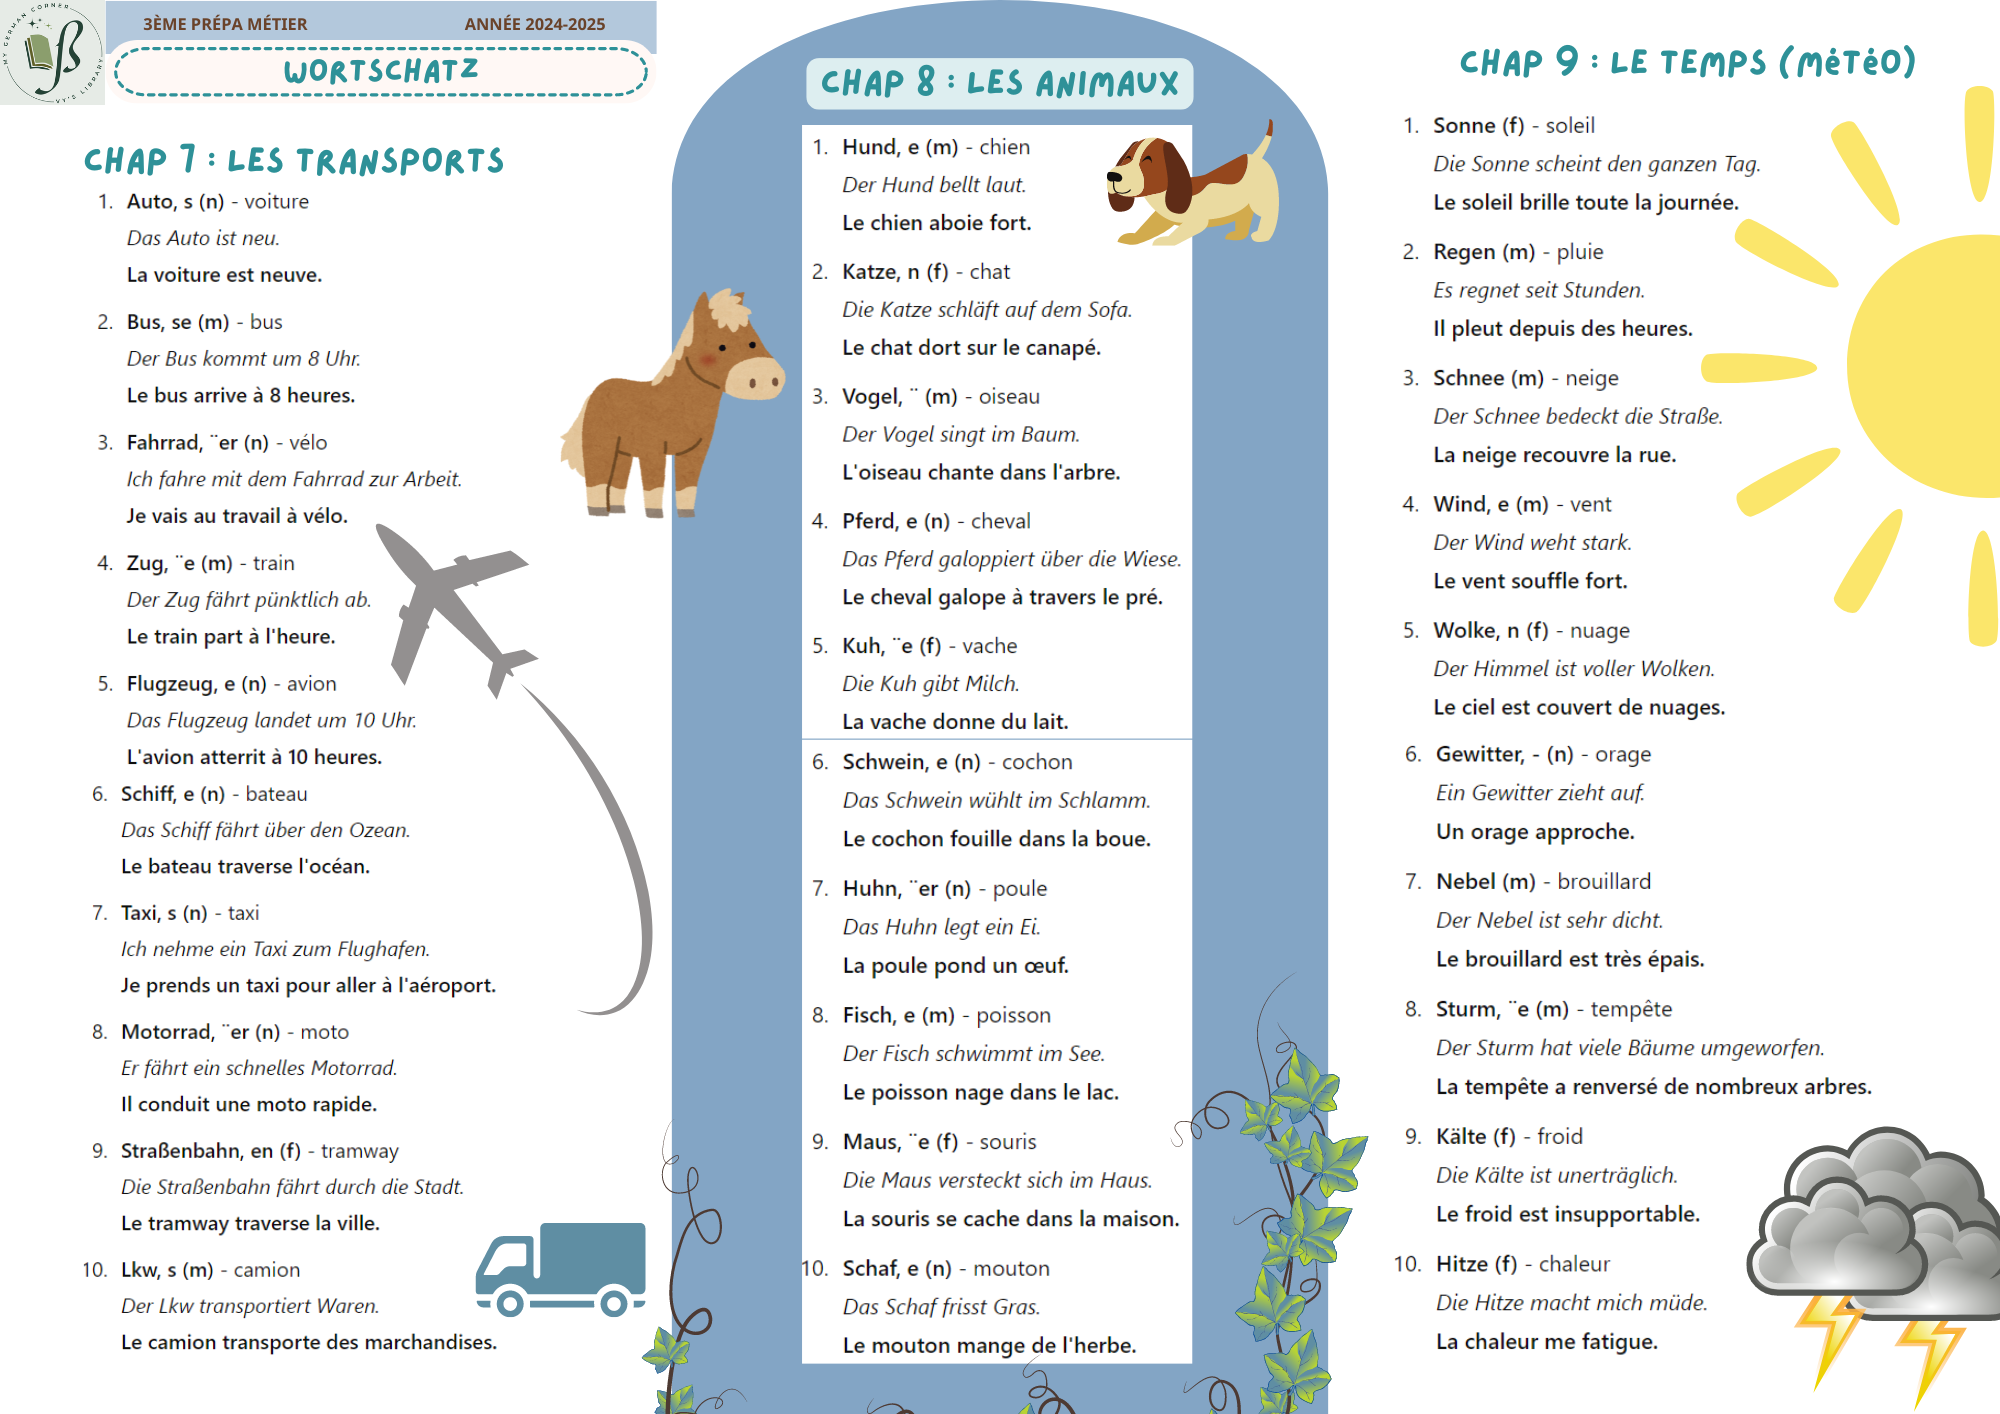 MY GERMAN CORNER
ß
VY'S LIBRARY
3ÈME PRÉPA MÉTIER
ANNÉE 2024-2025
WORTSCHATZ
CHAP 7 : LES TRANSPORTS
1. Auto, s (n) - voiture
Das Auto ist neu.
La voiture est neuve.
2. Bus, se (m) - bus
Der Bus kommt um 8 Uhr.
Le bus arrive à 8 heures.
3. Fahrrad, ¨er (n) - vélo
Ich fahre mit dem Fahrrad zur Arbeit.
Je vais au travail à vélo.
4. Zug, ¨e (m) - train
Der Zug fährt pünktlich ab.
Le train part à l'heure.
5. Flugzeug, e (n) - avion
Das Flugzeug landet um 10 Uhr.
L'avion atterrit à 10 heures.
6. Schiff, e (n) - bateau
Das Schiff fährt über den Ozean.
Le bateau traverse l'océan.
7. Taxi, s (n) - taxi
Ich nehme ein Taxi zum Flughafen.
Je prends un taxi pour aller à l'aéroport.
8. Motorrad, ¨er (n) - moto
Er fährt ein schnelles Motorrad.
Il conduit une moto rapide.
9. Straßenbahn, en (f) - tramway
Die Straßenbahn fährt durch die Stadt.
Le tramway traverse la ville.
10. Lkw, s (m) - camion
Der Lkw transportiert Waren.
Le camion transporte des marchandises.
CHAP 8 : LES ANIMAUX
1. Hund, e (m) - chien
Der Hund bellt laut.
Le chien aboie fort.
2. Katze, n (f) - chat
Die Katze schläft auf dem Sofa.
Le chat dort sur le canapé.
3. Vogel, ¨ (m) - oiseau
Der Vogel singt im Baum.
L'oiseau chante dans l'arbre.
4. Pferd, e (n) - cheval
Das Pferd galoppiert über die Wiese.
Le cheval galope à travers le pré.
5. Kuh, ¨e (f) - vache
Die Kuh gibt Milch.
La vache donne du lait.
6. Schwein, e (n) - cochon
Das Schwein wühlt im Schlamm.
Le cochon fouille dans la boue.
7. Huhn, ¨er (n) - poule
Das Huhn legt ein Ei.
La poule pond un œuf.
8. Fisch, e (m) - poisson
Der Fisch schwimmt im See.
Le poisson nage dans le lac.
9. Maus, ¨e (f) - souris
Die Maus versteckt sich im Haus.
La souris se cache dans la maison.
10. Schaf, e (n) - mouton
Das Schaf frisst Gras.
Le mouton mange de l'herbe.
CHAP 9 : LE TEMPS (MÉTÉO)
1. Sonne (f) - soleil
Die Sonne scheint den ganzen Tag.
Le soleil brille toute la journée.
2. Regen (m) - pluie
Es regnet seit Stunden.
Il pleut depuis des heures.
3. Schnee (m) - neige
Der Schnee bedeckt die Straße.
La neige recouvre la rue.
4. Wind, e (m) - vent
Der Wind weht stark.
Le vent souffle fort.
5. Wolke, n (f) - nuage
Der Himmel ist voller Wolken.
Le ciel est couvert de nuages.
6. Gewitter, - (n) - orage
Ein Gewitter zieht auf.
Un orage approche.
7. Nebel (m) - brouillard
Der Nebel ist sehr dicht.
Le brouillard est très épais.
8. Sturm, ¨e (m) - tempête
Der Sturm hat viele Bäume umgeworfen.
La tempête a renversé de nombreux arbres.
9. Kälte (f) - froid
Die Kälte ist unerträglich.
Le froid est insupportable.
10. Hitze (f) - chaleur
Die Hitze macht mich müde.
La chaleur me fatigue.